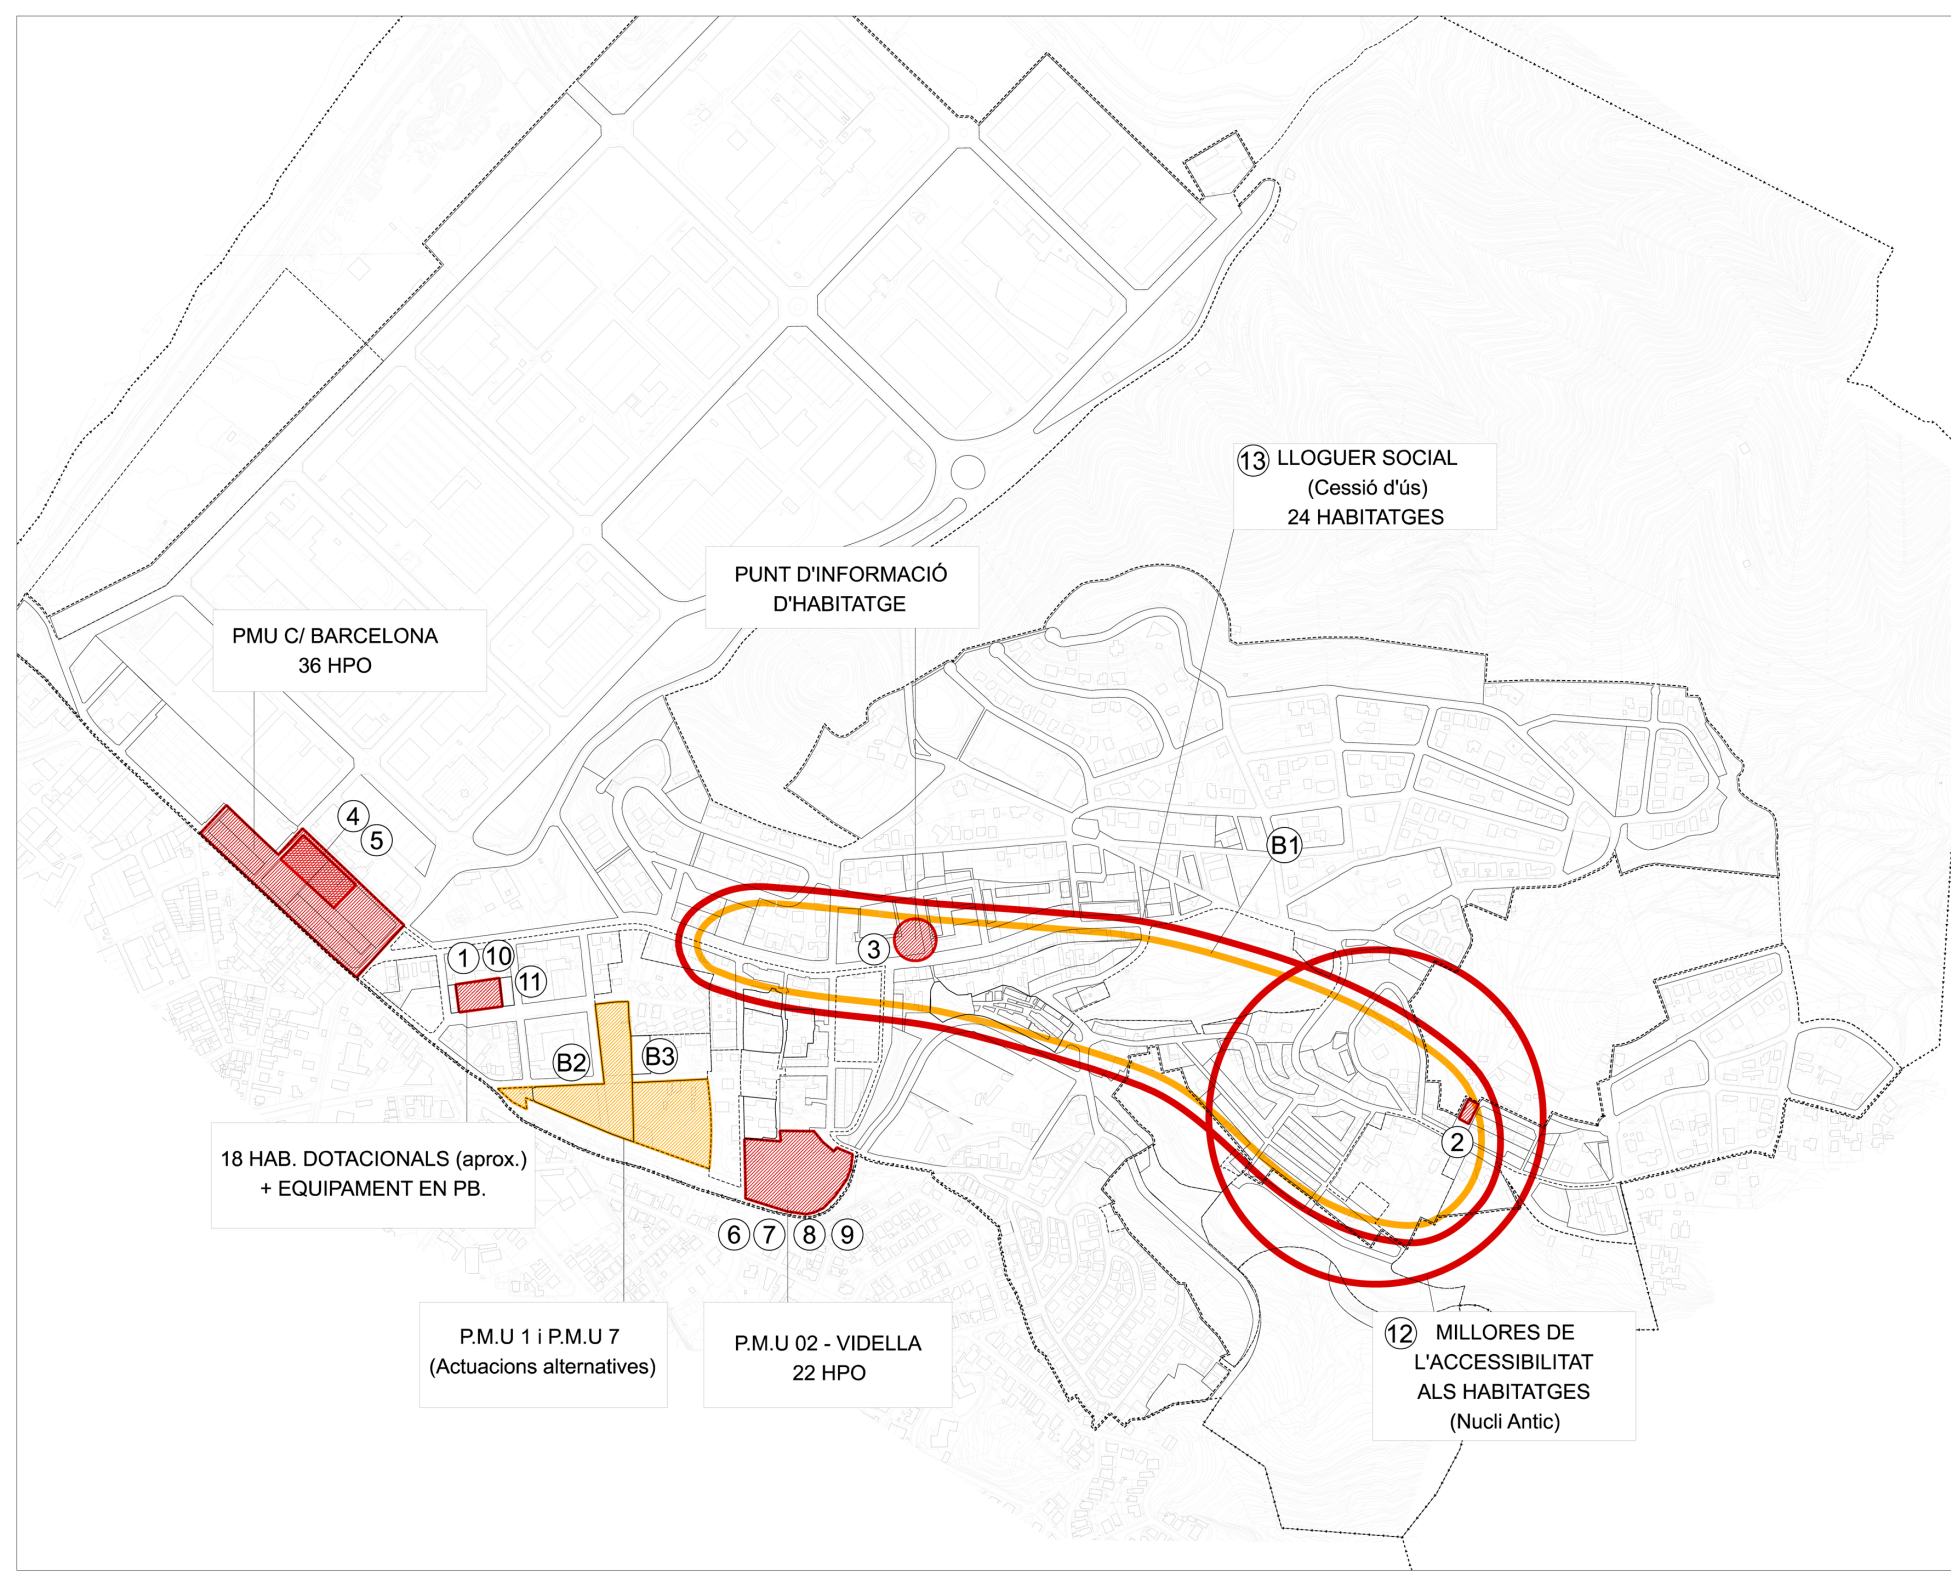 13 LLOGUER SOCIAL
(Cessió d'ús)
24 HABITATGES
PUNT D'INFORMACIÓ
D'HABITATGE
PMU C/ BARCELONA
36 HPO
4
5
B1
3
1 10
11
B2
B3
2
18 HAB. DOTACIONALS (aprox.)
+ EQUIPAMENT EN PB.
6 7 8 9
P.M.U 1 i P.M.U 7
(Actuacions alternatives)
P.M.U 02 - VIDELLA
22 HPO
12 MILLORES DE
L'ACCESSIBILITAT
ALS HABITATGES
(Nucli Antic)